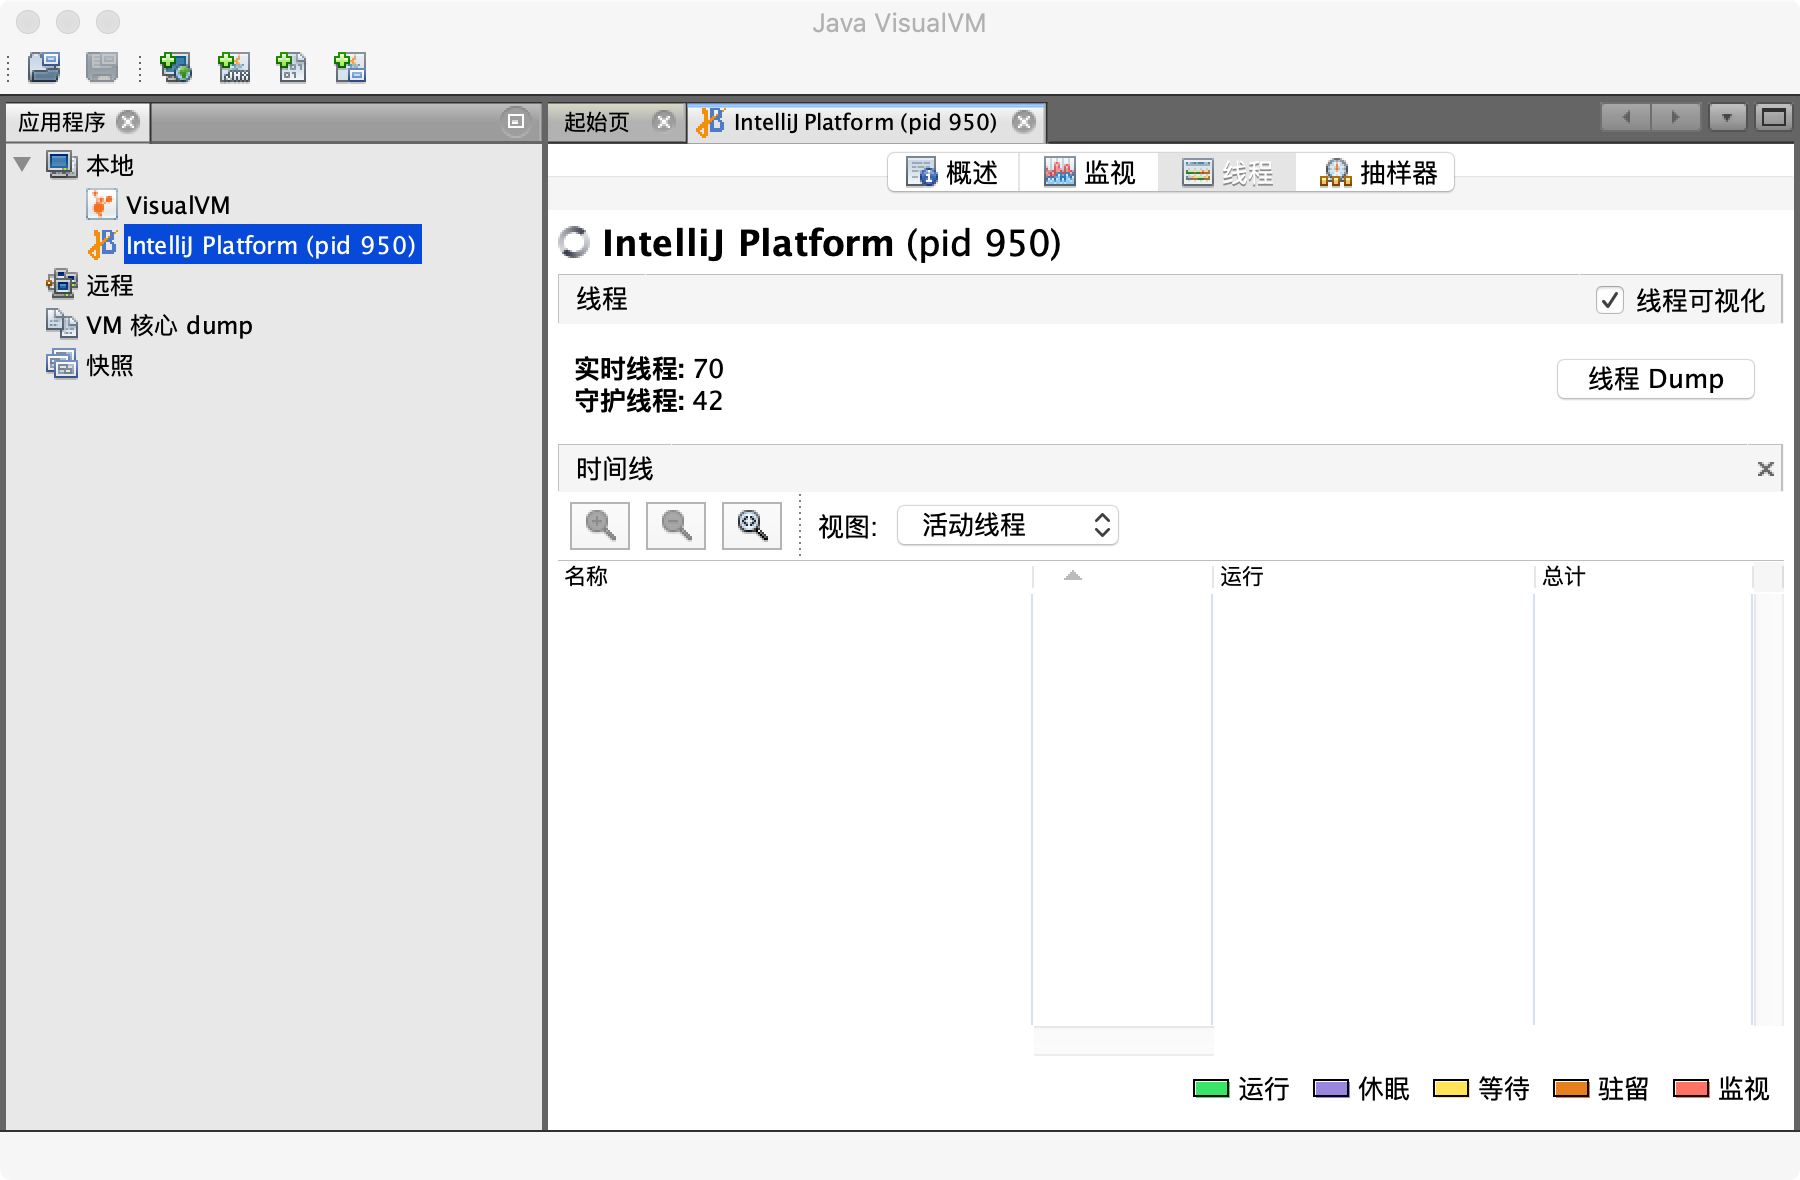 Java VisualVM
JMX
应用程序
起始页
IntelliJ Platform (pid 950)
本地
VisualVM
IntelliJ Platform (pid 950)
远程
VM 核心 dump
快照
概述
监视
线程
抽样器
IntelliJ Platform (pid 950)
线程
线程可视化
实时线程: 70
守护线程: 42
线程 Dump
时间线
视图:
活动线程
名称
运行
总计
运行
休眠
等待
驻留
监视